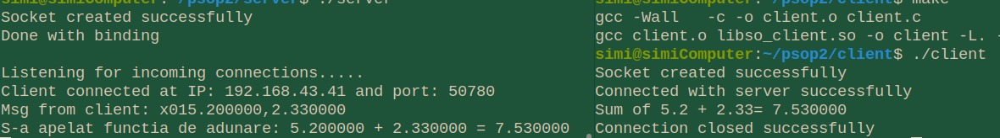 simi@simiComputer:~/psop2/server$ ./server
Socket created successfully
Done with binding
Listening for incoming connections.....
Client connected at IP: 192.168.43.41 and port: 50780
Msg from client: x015.200000,2.330000
S-a apelat functia de adunare: 5.200000 + 2.330000 = 7.530000
simi@simiComputer:~/psop2/client$ make
gcc -Wall   -c -o client.o client.c
gcc client.o libso_client.so -o client -L. -
simi@simiComputer:~/psop2/client$ ./client
Socket created successfully
Connected with server successfully
Sum of 5.2 + 2.33= 7.530000
Connection closed successfully